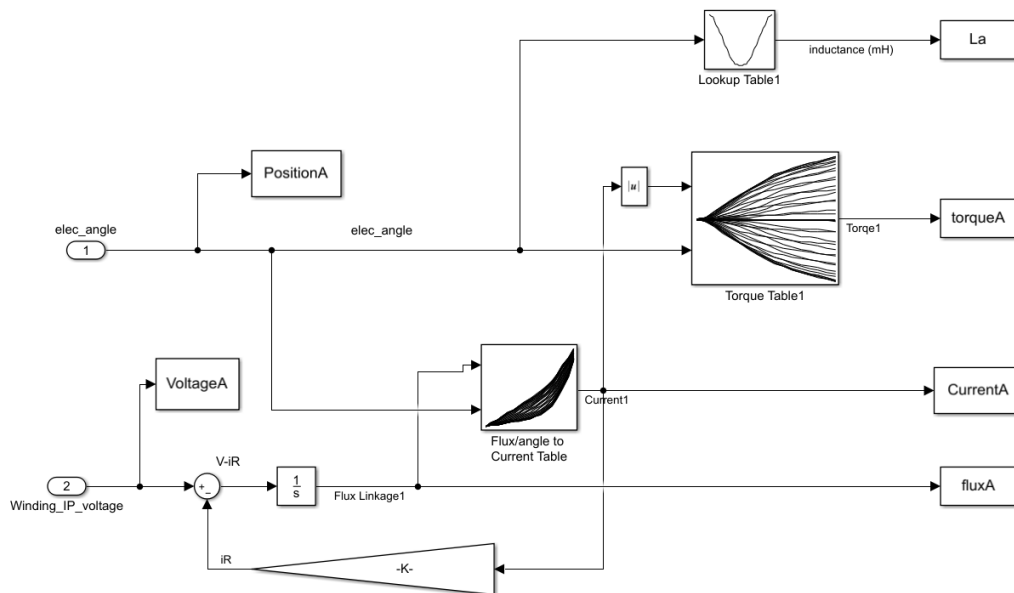 La
inductance (mH)
Lookup Table1
PositionA
|u|
elec_angle
elec_angle
1
torqueA
Torqe1
Torque Table1
VoltageA
CurrentA
Current1
Flux/angle to
Current Table
V-iR
2
+
-
1
s
Flux Linkage1
fluxA
Winding_IP_voltage
iR
-K-